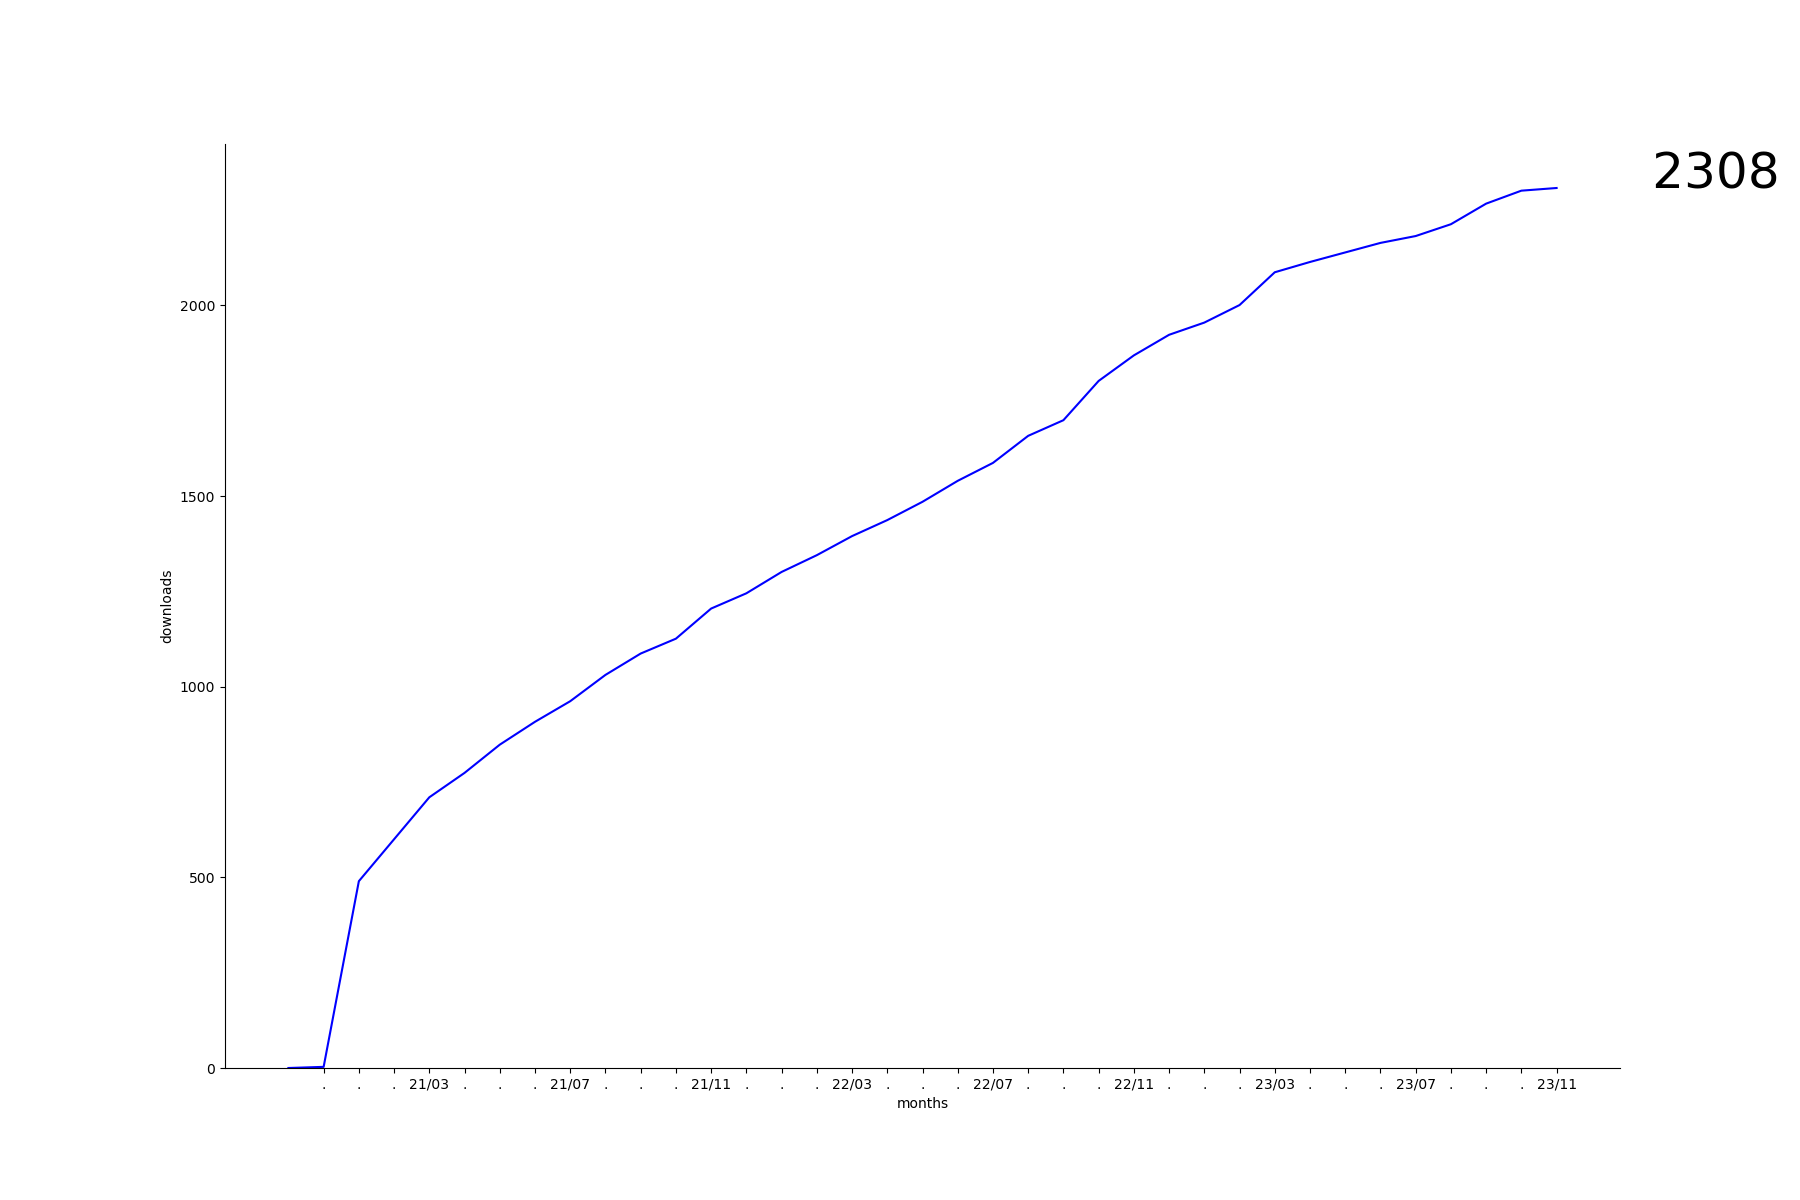 2308
2000
1500
1000
500
0
downloads
. . . 21/03 . . . 21/07 . . . 21/11 . . . 22/03 . . . 22/07 . . . 22/11 . . . 23/03 . . . 23/07 . . . 23/11
months